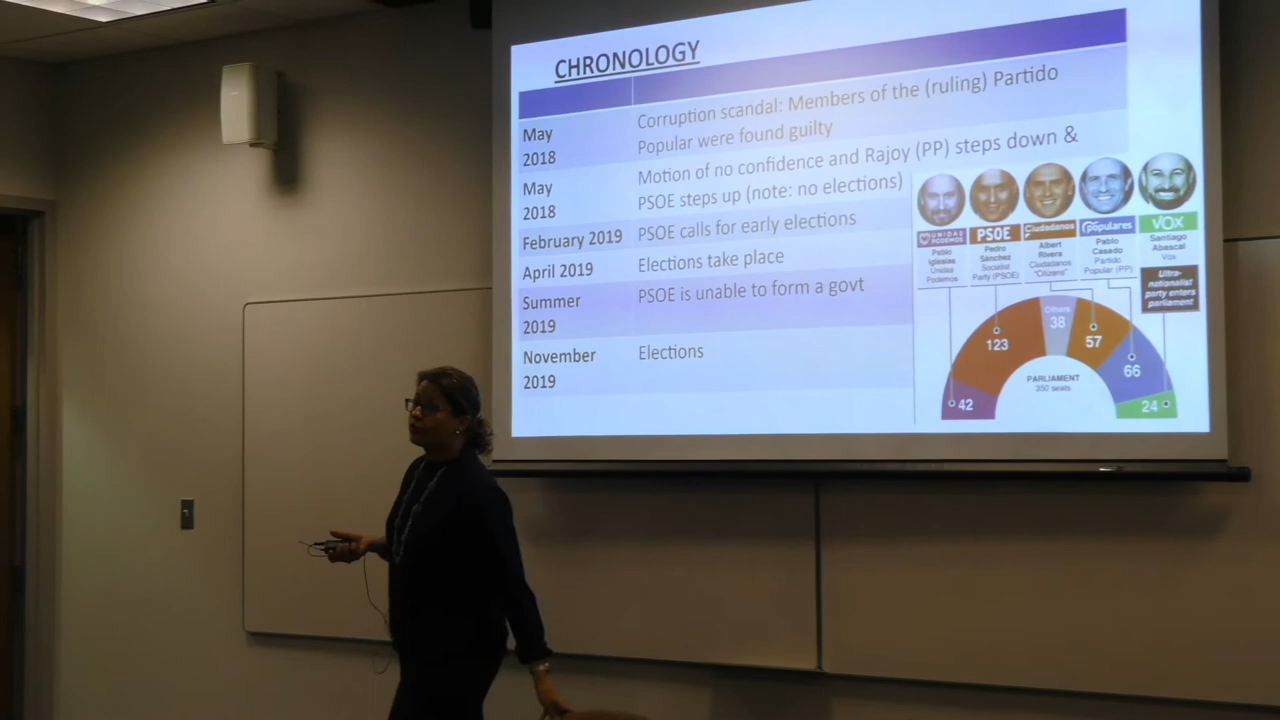 CHRONOLOGY
May
2018
Corruption scandal: Members of the (ruling) Partido
Popular were found guilty
May
2018
Motion of no confidence and Rajoy (PP) steps down &
PSOE steps up (note: no elections)
February 2019
PSOE calls for early elections
April 2019
Elections take place
Summer
2019
PSOE is unable to form a govt
November
2019
Elections
UNIDAS
PODEMOS
PSOE
Ciudadanos
populares
VOX
Pablo
Iglesias
Unidas
Podemos
Pedro
Sánchez
Socialist
Party (PSOE)
Albert
Rivera
Ciudadanos
"Citizens"
Pablo
Casado
Partido
Popular (PP)
Santiago
Abascal
Vox
Ultra-
nationalist
party enters
parliament
42
123
Others
38
57
66
24
PARLIAMENT
350 seats